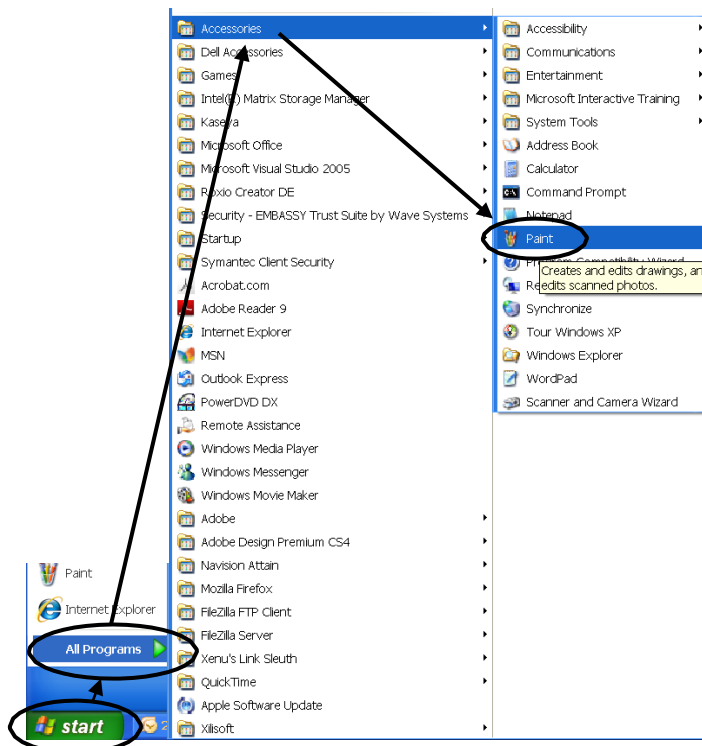 Accessories
Dell Accessories
Games
Intel(R) Matrix Storage Manager
Kaseya
Microsoft Office
Microsoft Visual Studio 2005
Roxio Creator DE
Security - EMBASSY Trust Suite by Wave Systems
Startup
Symantec Client Security
Acrobat.com
Adobe Reader 9
Internet Explorer
MSN
Outlook Express
PowerDVD DX
Remote Assistance
Windows Media Player
Windows Messenger
Windows Movie Maker
Adobe
Adobe Design Premium CS4
Navision Attain
Mozilla Firefox
FileZilla FTP Client
FileZilla Server
Xenu's Link Sleuth
QuickTime
Apple Software Update
Xilisoft
Accessibility
Communications
Entertainment
Microsoft Interactive Training
System Tools
Address Book
Calculator
Command Prompt
Notepad
Paint
Program Compatibility Wizard
Creates and edits drawings,
edits scanned photos.
Synchronize
Tour Windows XP
Windows Explorer
WordPad
Scanner and Camera Wizard
Paint
Internet Explorer
All Programs
start